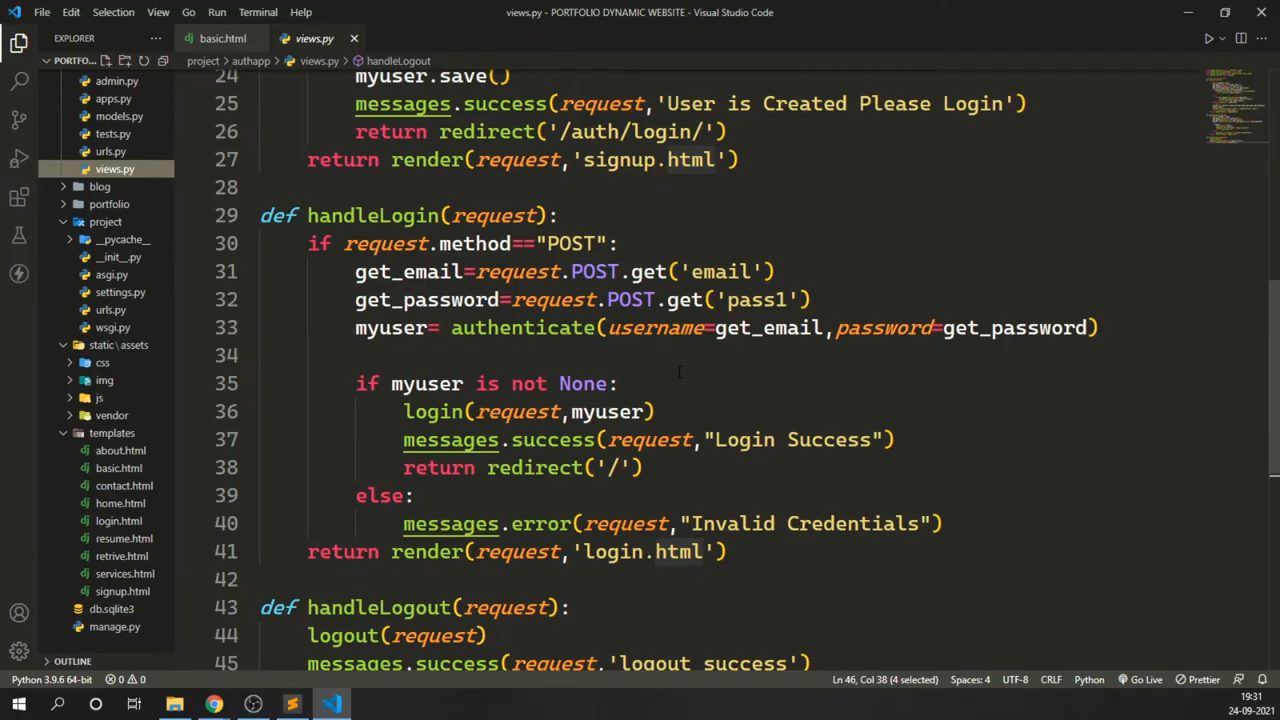 File Edit Selection View Go Run Terminal Help
views.py - PORTFOLIO DYNAMIC WEBSITE - Visual Studio Code
EXPLORER
basic.html
views.py
PORTFO...
project > authapp > views.py > handleLogout
admin.py
apps.py
models.py
tests.py
urls.py
views.py
blog
portfolio
project
__pycache__
__init__.py
asgi.py
settings.py
urls.py
wsgi.py
static\assets
css
img
js
vendor
templates
about.html
basic.html
contact.html
home.html
login.html
resume.html
retrive.html
services.html
signup.html
db.sqlite3
manage.py
OUTLINE
24 myuser.save()
25 messages.success(request,'User is Created Please Login')
26 return redirect('/auth/login/')
27 return render(request,'signup.html')
28
29 def handleLogin(request):
30 if request.method=="POST":
31 get_email=request.POST.get('email')
32 get_password=request.POST.get('pass1')
33 myuser= authenticate(username=get_email,password=get_password)
34
35 if myuser is not None:
36 login(request,myuser)
37 messages.success(request,"Login Success")
38 return redirect('/')
39 else:
40 messages.error(request,"Invalid Credentials")
41 return render(request,'login.html')
42
43 def handleLogout(request):
44 logout(request)
45 messages.success(request,'logout success')
Python 3.9.6 64-bit 0 0
Ln 46, Col 38 (4 selected) Spaces: 4 UTF-8 CRLF Python Go Live Prettier
19:31
24-09-2021